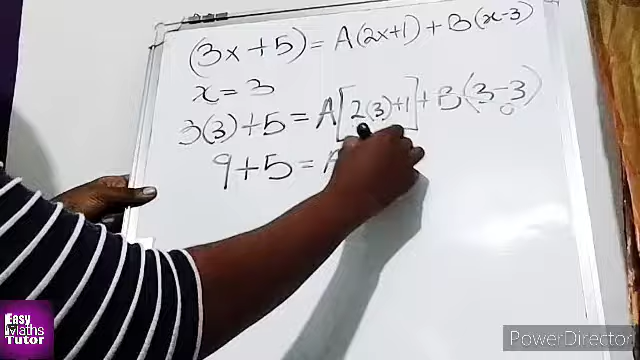 (3x+5) = A(2x+1) + B(x-3)
x = 3
3(3)+5 = A[2(3)+1] + B(3-3)
0
9+5 = A
Easy
Maths
Tutor
PowerDirector